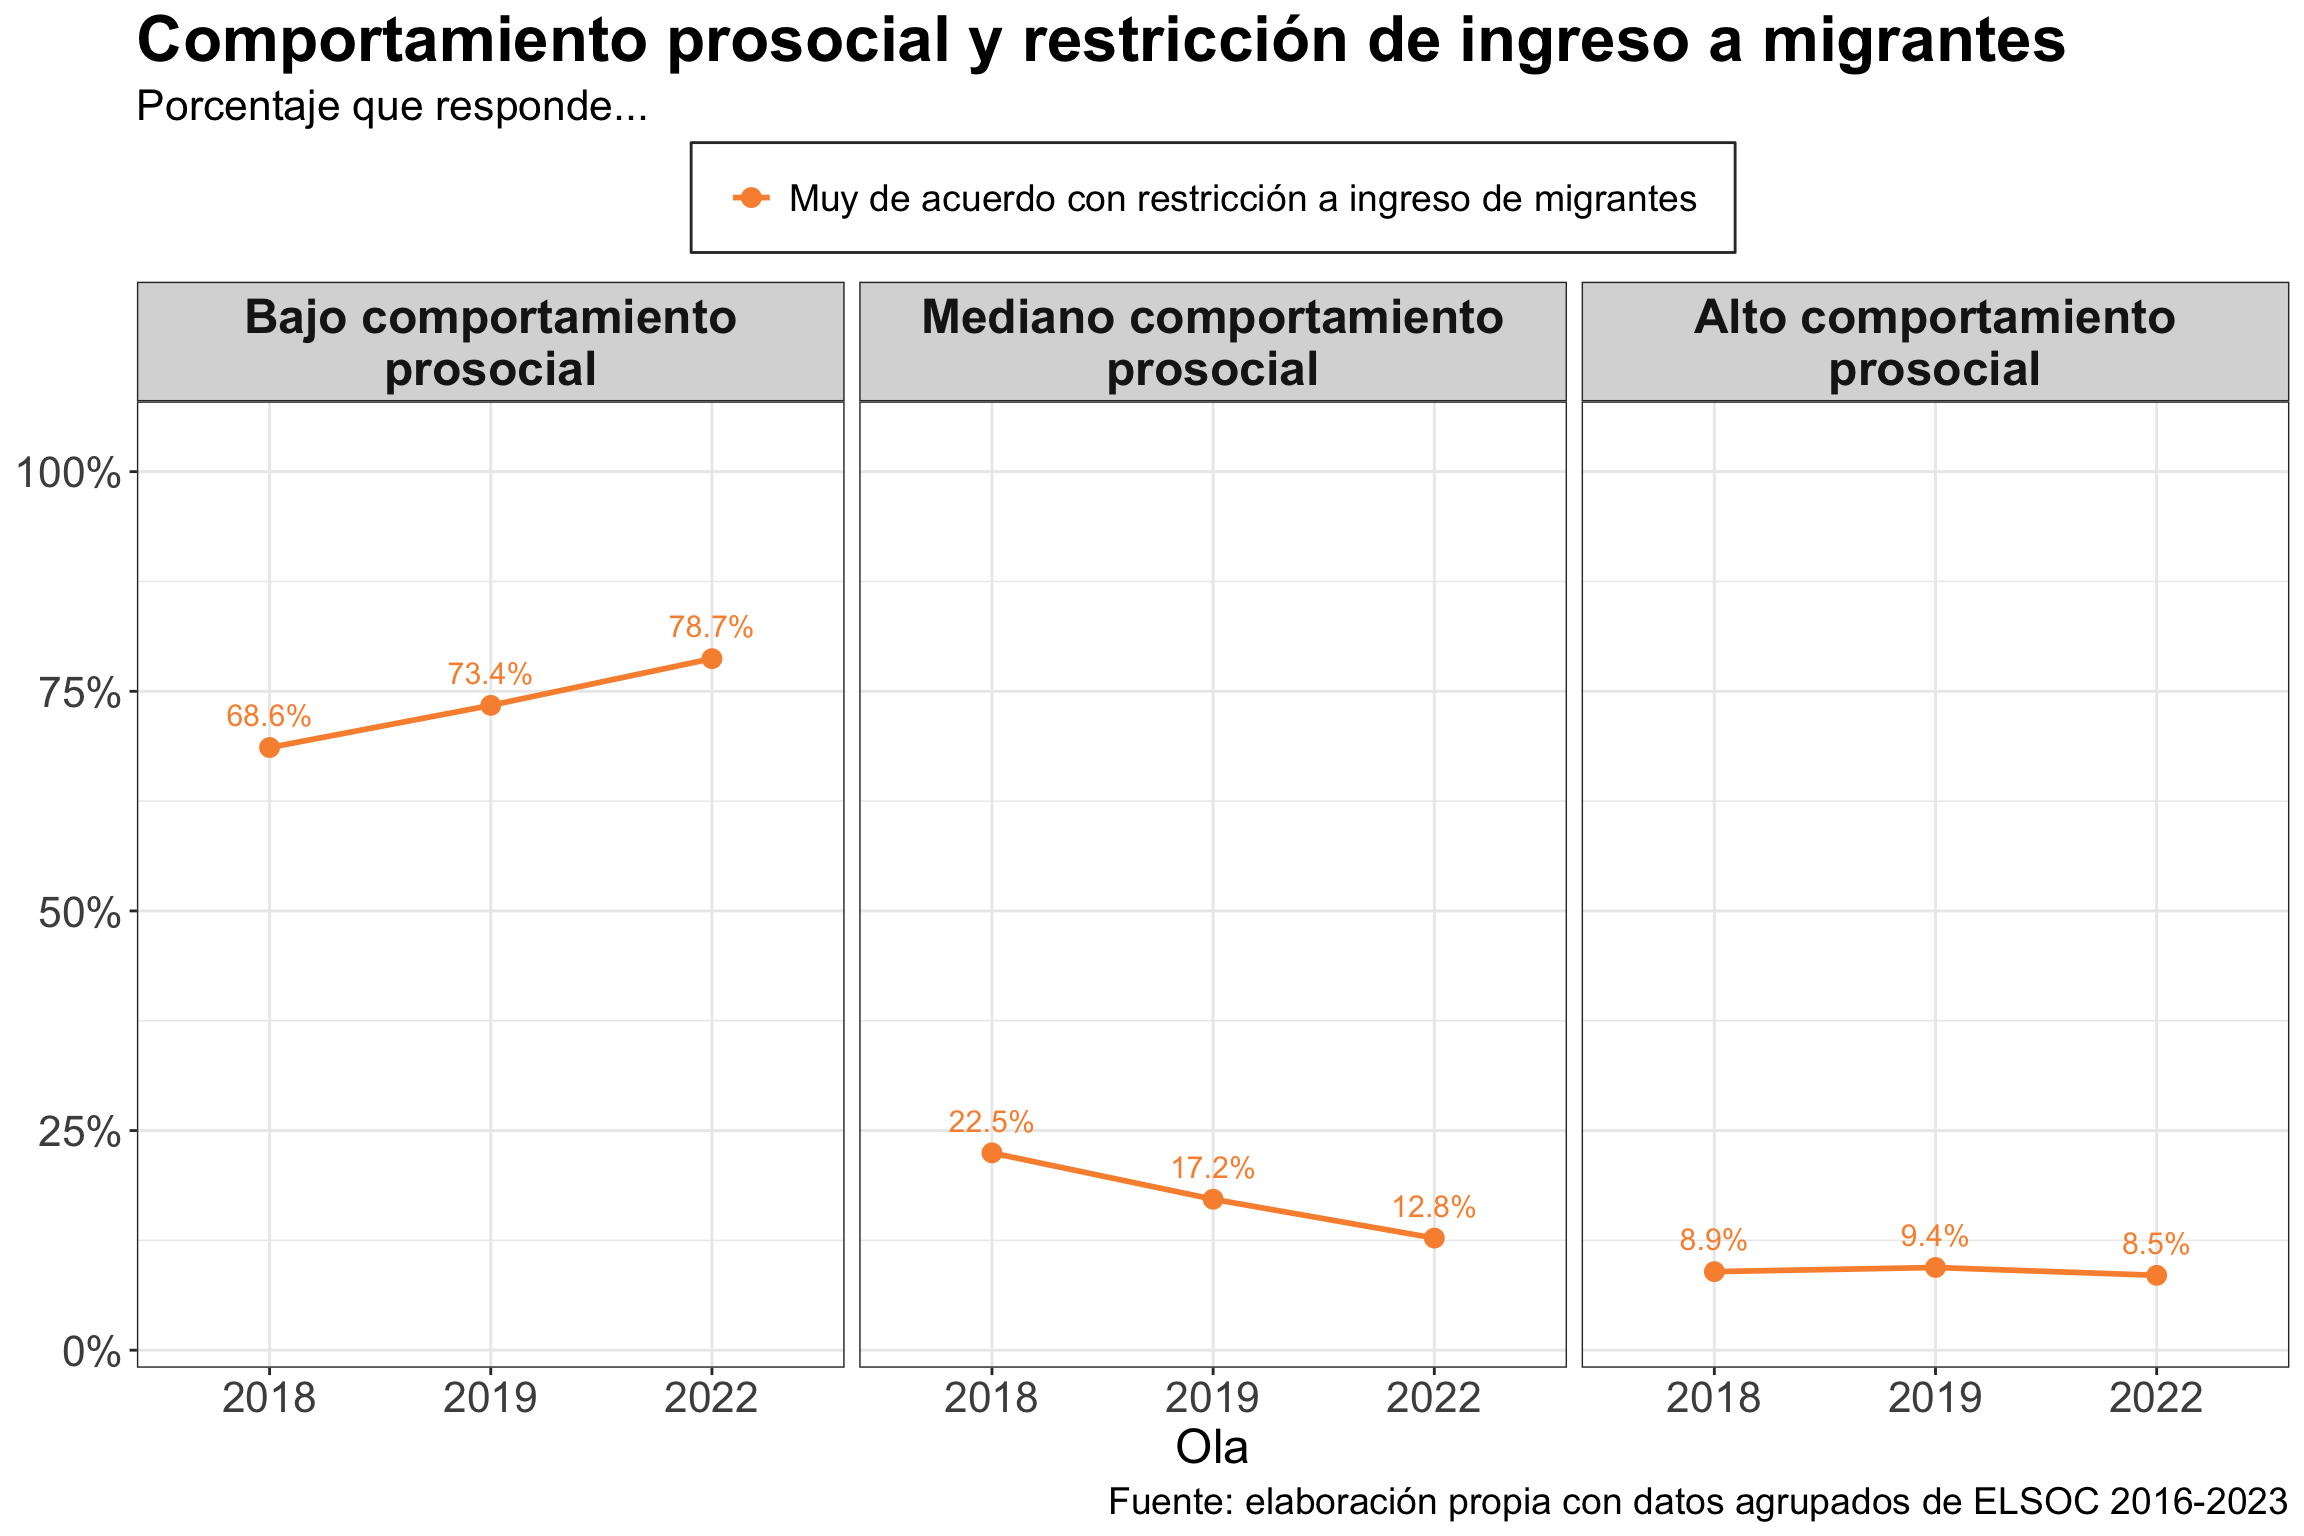 Comportamiento prosocial y restricción de ingreso a migrantes
Porcentaje que responde...
Muy de acuerdo con restricción a ingreso de migrantes
Bajo comportamiento
prosocial
Mediano comportamiento
prosocial
Alto comportamiento
prosocial
100%
75%
50%
25%
0%
68.6%
73.4%
78.7%
22.5%
17.2%
12.8%
8.9%
9.4%
8.5%
2018
2019
2022
2018
2019
2022
2018
2019
2022
Ola
Fuente: elaboración propia con datos agrupados de ELSOC 2016-2023